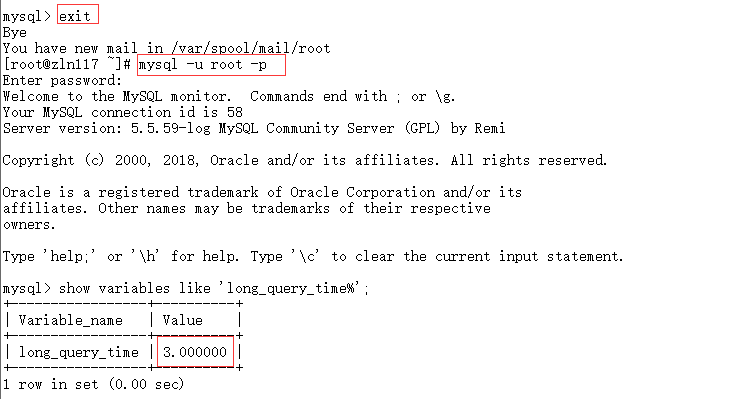 mysql> exit
Bye
You have new mail in /var/spool/mail/root
[root@zln117 ~]# mysql -u root -p
Enter password:
Welcome to the MySQL monitor.  Commands end with ; or \g.
Your MySQL connection id is 58
Server version: 5.5.59-log MySQL Community Server (GPL) by Remi
Copyright (c) 2000, 2018, Oracle and/or its affiliates. All rights reserved.
Oracle is a registered trademark of Oracle Corporation and/or its
affiliates. Other names may be trademarks of their respective
owners.
Type 'help;' or '\h' for help. Type '\c' to clear the current input statement.
mysql> show variables like 'long_query_time%';
+-----------------+----------+
| Variable_name   | Value    |
+-----------------+----------+
| long_query_time | 3.000000 |
+-----------------+----------+
1 row in set (0.00 sec)